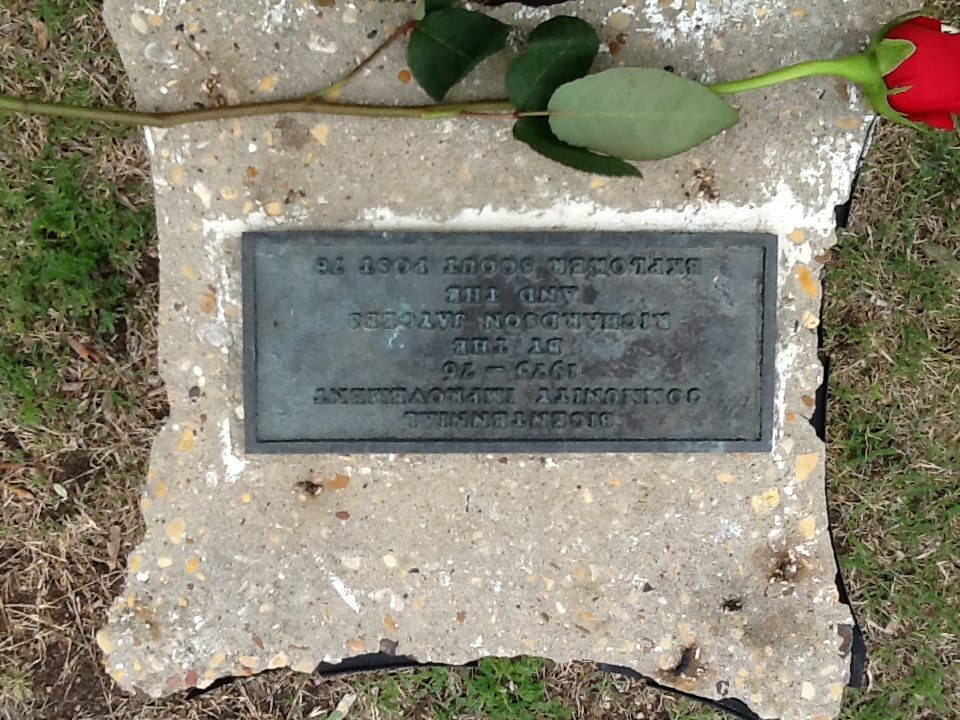 BICENTENNIAL
COMMUNITY IMPROVEMENT
1975 - 76
BY THE
RICHARDSON JAYCEES
AND THE
EXPLORER SCOUT POST 76